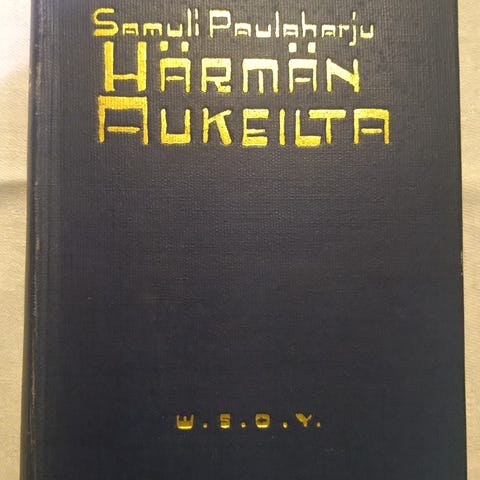 Samuli Paulaharju
HÄRMÄN
AUKEILTA
W.S.O.Y.